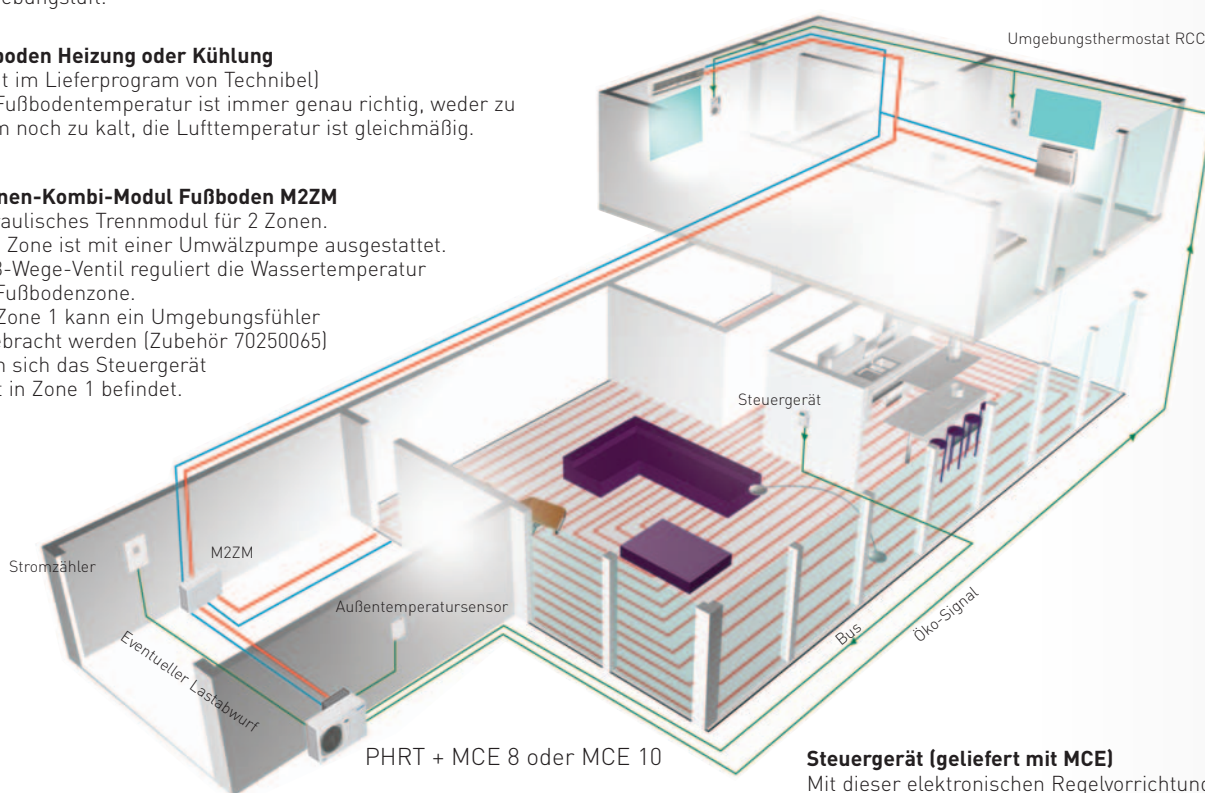 ebungsluft.
boden Heizung oder Kühlung
t im Lieferprogram von Technibel)
Fußbodentemperatur ist immer genau richtig, weder zu
m noch zu kalt, die Lufttemperatur ist gleichmäßig.
nen-Kombi-Modul Fußboden M2ZM
raulisches Trennmodul für 2 Zonen.
Zone ist mit einer Umwälzpumpe ausgestattet.
3-Wege-Ventil reguliert die Wassertemperatur
Fußbodenzone.
Zone 1 kann ein Umgebungsfühler
ebracht werden (Zubehör 70250065)
n sich das Steuergerät
t in Zone 1 befindet.
Umgebungsthermostat RCC
Steuergerät
Stromzähler
M2ZM
Außentemperatursensor
Eventueller Lastabwurf
Bus
Öko-Signal
PHRT + MCE 8 oder MCE 10
Steuergerät (geliefert mit MCE)
Mit dieser elektronischen Regelvorrichtung